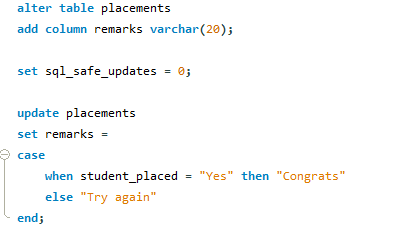 alter table placements
add column remarks varchar(20);
set sql_safe_updates = 0;
update placements
set remarks =
case
when student_placed = "Yes" then "Congrats"
else "Try again"
end;